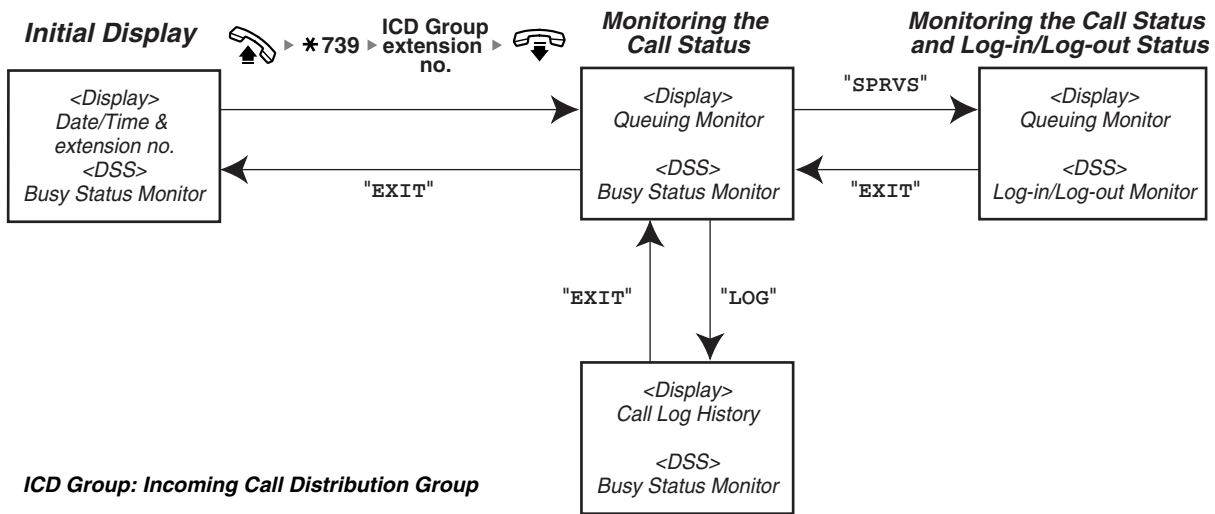 Initial Display
*739
ICD Group
extension
no.
Monitoring the
Call Status
Monitoring the Call Status
and Log-in/Log-out Status
<Display>
Date/Time &
extension no.
<DSS>
Busy Status Monitor
"EXIT"
<Display>
Queuing Monitor
<DSS>
Busy Status Monitor
"SPRVS"
"EXIT"
<Display>
Queuing Monitor
<DSS>
Log-in/Log-out Monitor
"EXIT"
"LOG"
<Display>
Call Log History
<DSS>
Busy Status Monitor
ICD Group: Incoming Call Distribution Group